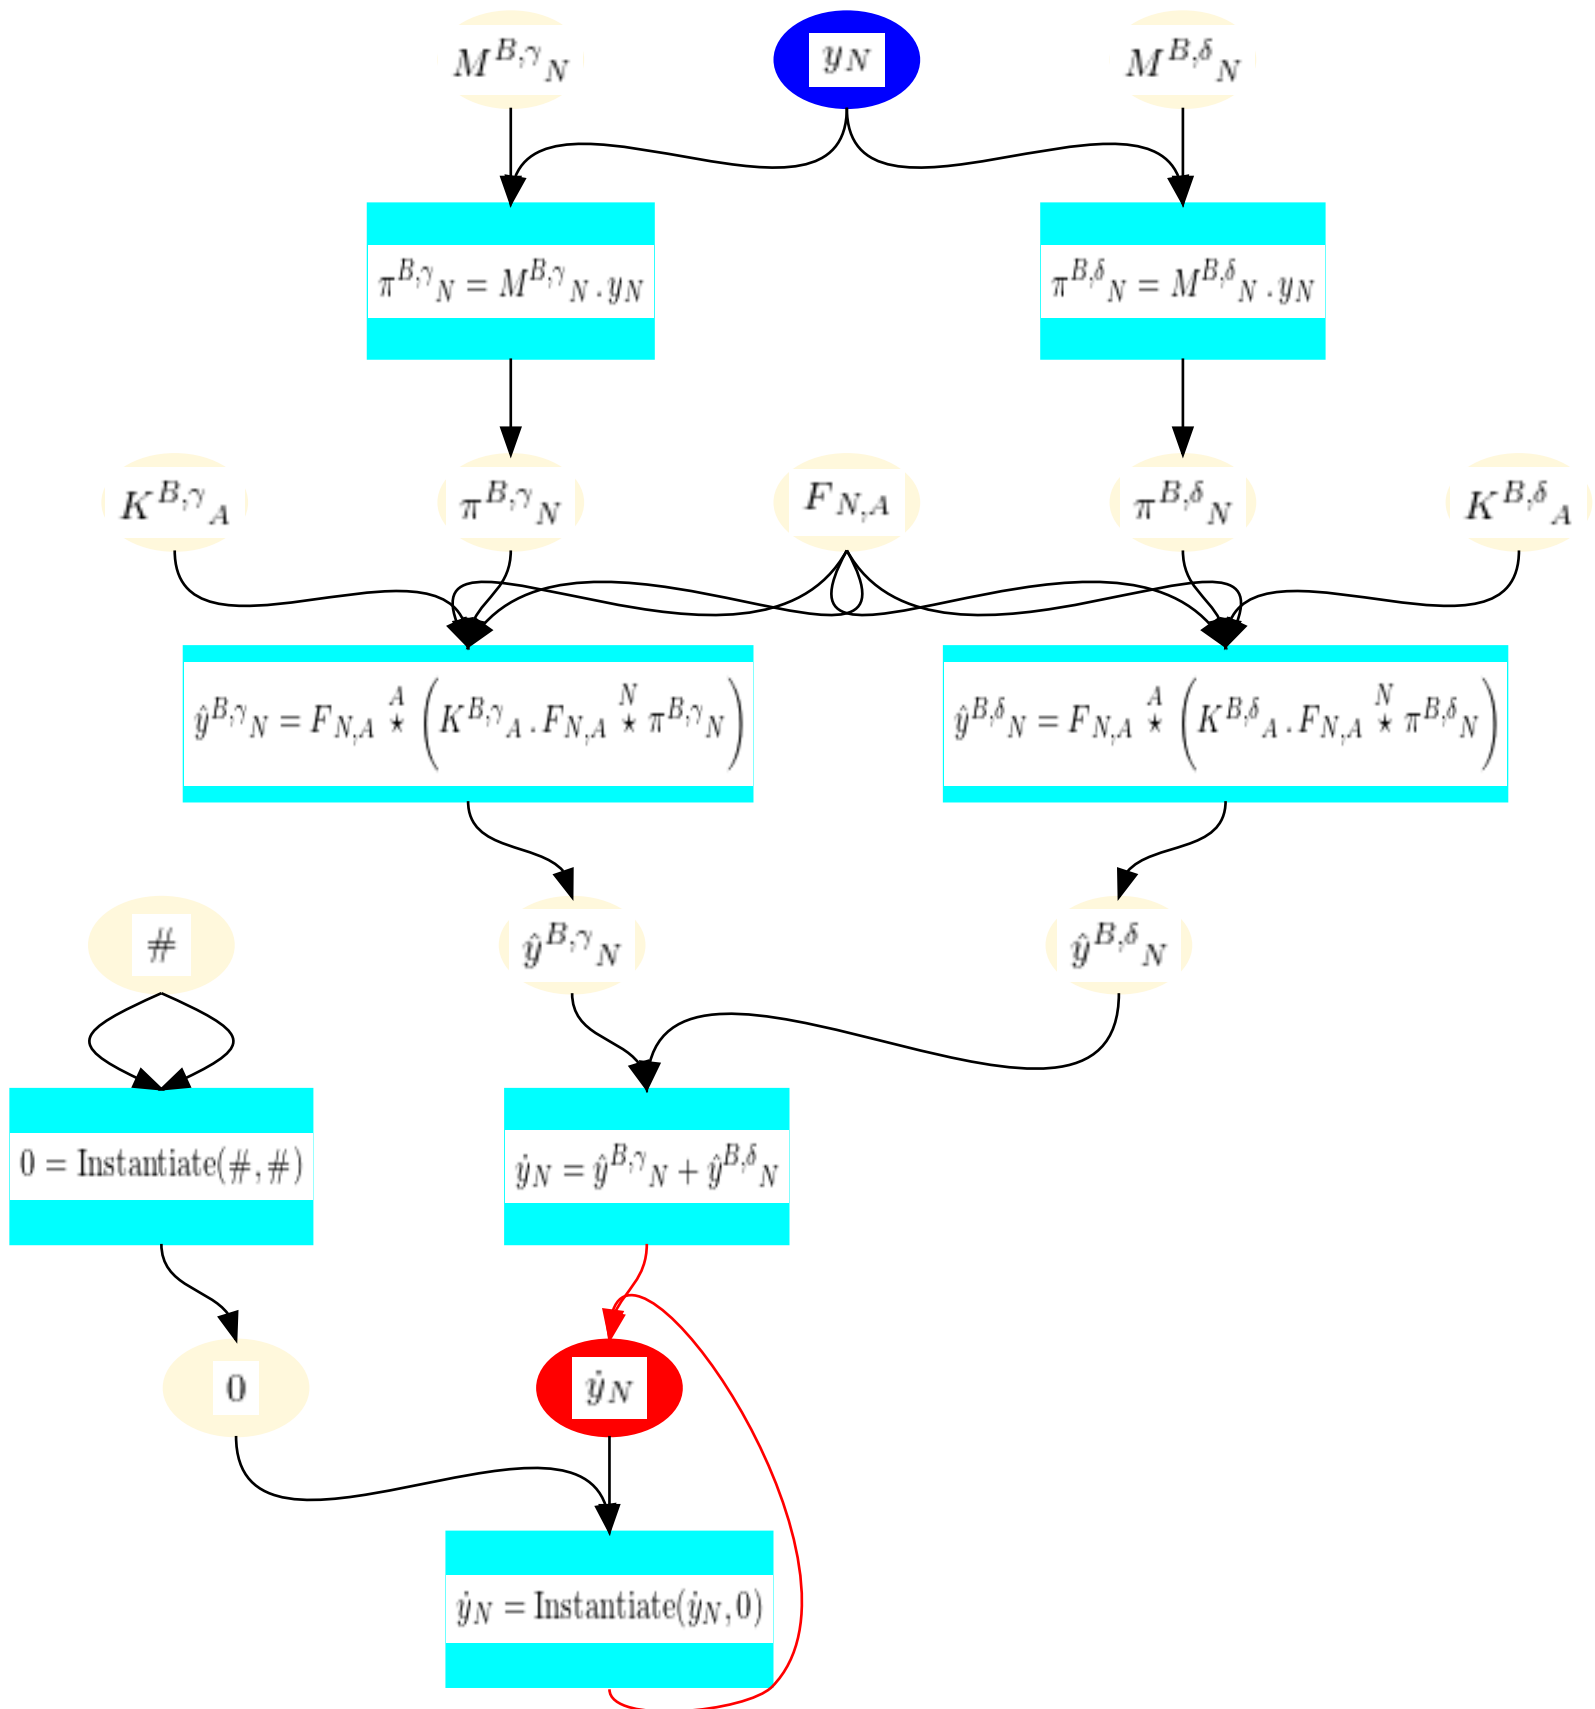 M^{B,γ}_N
y_N
M^{B,δ}_N
π^{B,γ}_N = M^{B,γ}_N . y_N
π^{B,δ}_N = M^{B,δ}_N . y_N
K^{B,γ}_A
π^{B,γ}_N
F_{N,A}
π^{B,δ}_N
K^{B,δ}_A
ŷ^{B,γ}_N = F_{N,A} ⋆^A (K^{B,γ}_A . F_{N,A} ⋆^N π^{B,γ}_N)
ŷ^{B,δ}_N = F_{N,A} ⋆^A (K^{B,δ}_A . F_{N,A} ⋆^N π^{B,δ}_N)
#
ŷ^{B,γ}_N
ŷ^{B,δ}_N
0 = Instantiate(#, #)
ẏ_N = ŷ^{B,γ}_N + ŷ^{B,δ}_N
0
ẏ_N
ẏ_N = Instantiate(ẏ_N, 0)